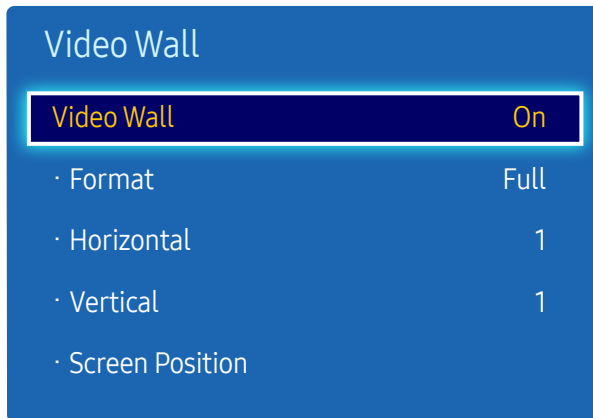 Video Wall
Video Wall On
· Format Full
· Horizontal 1
· Vertical 1
· Screen Position